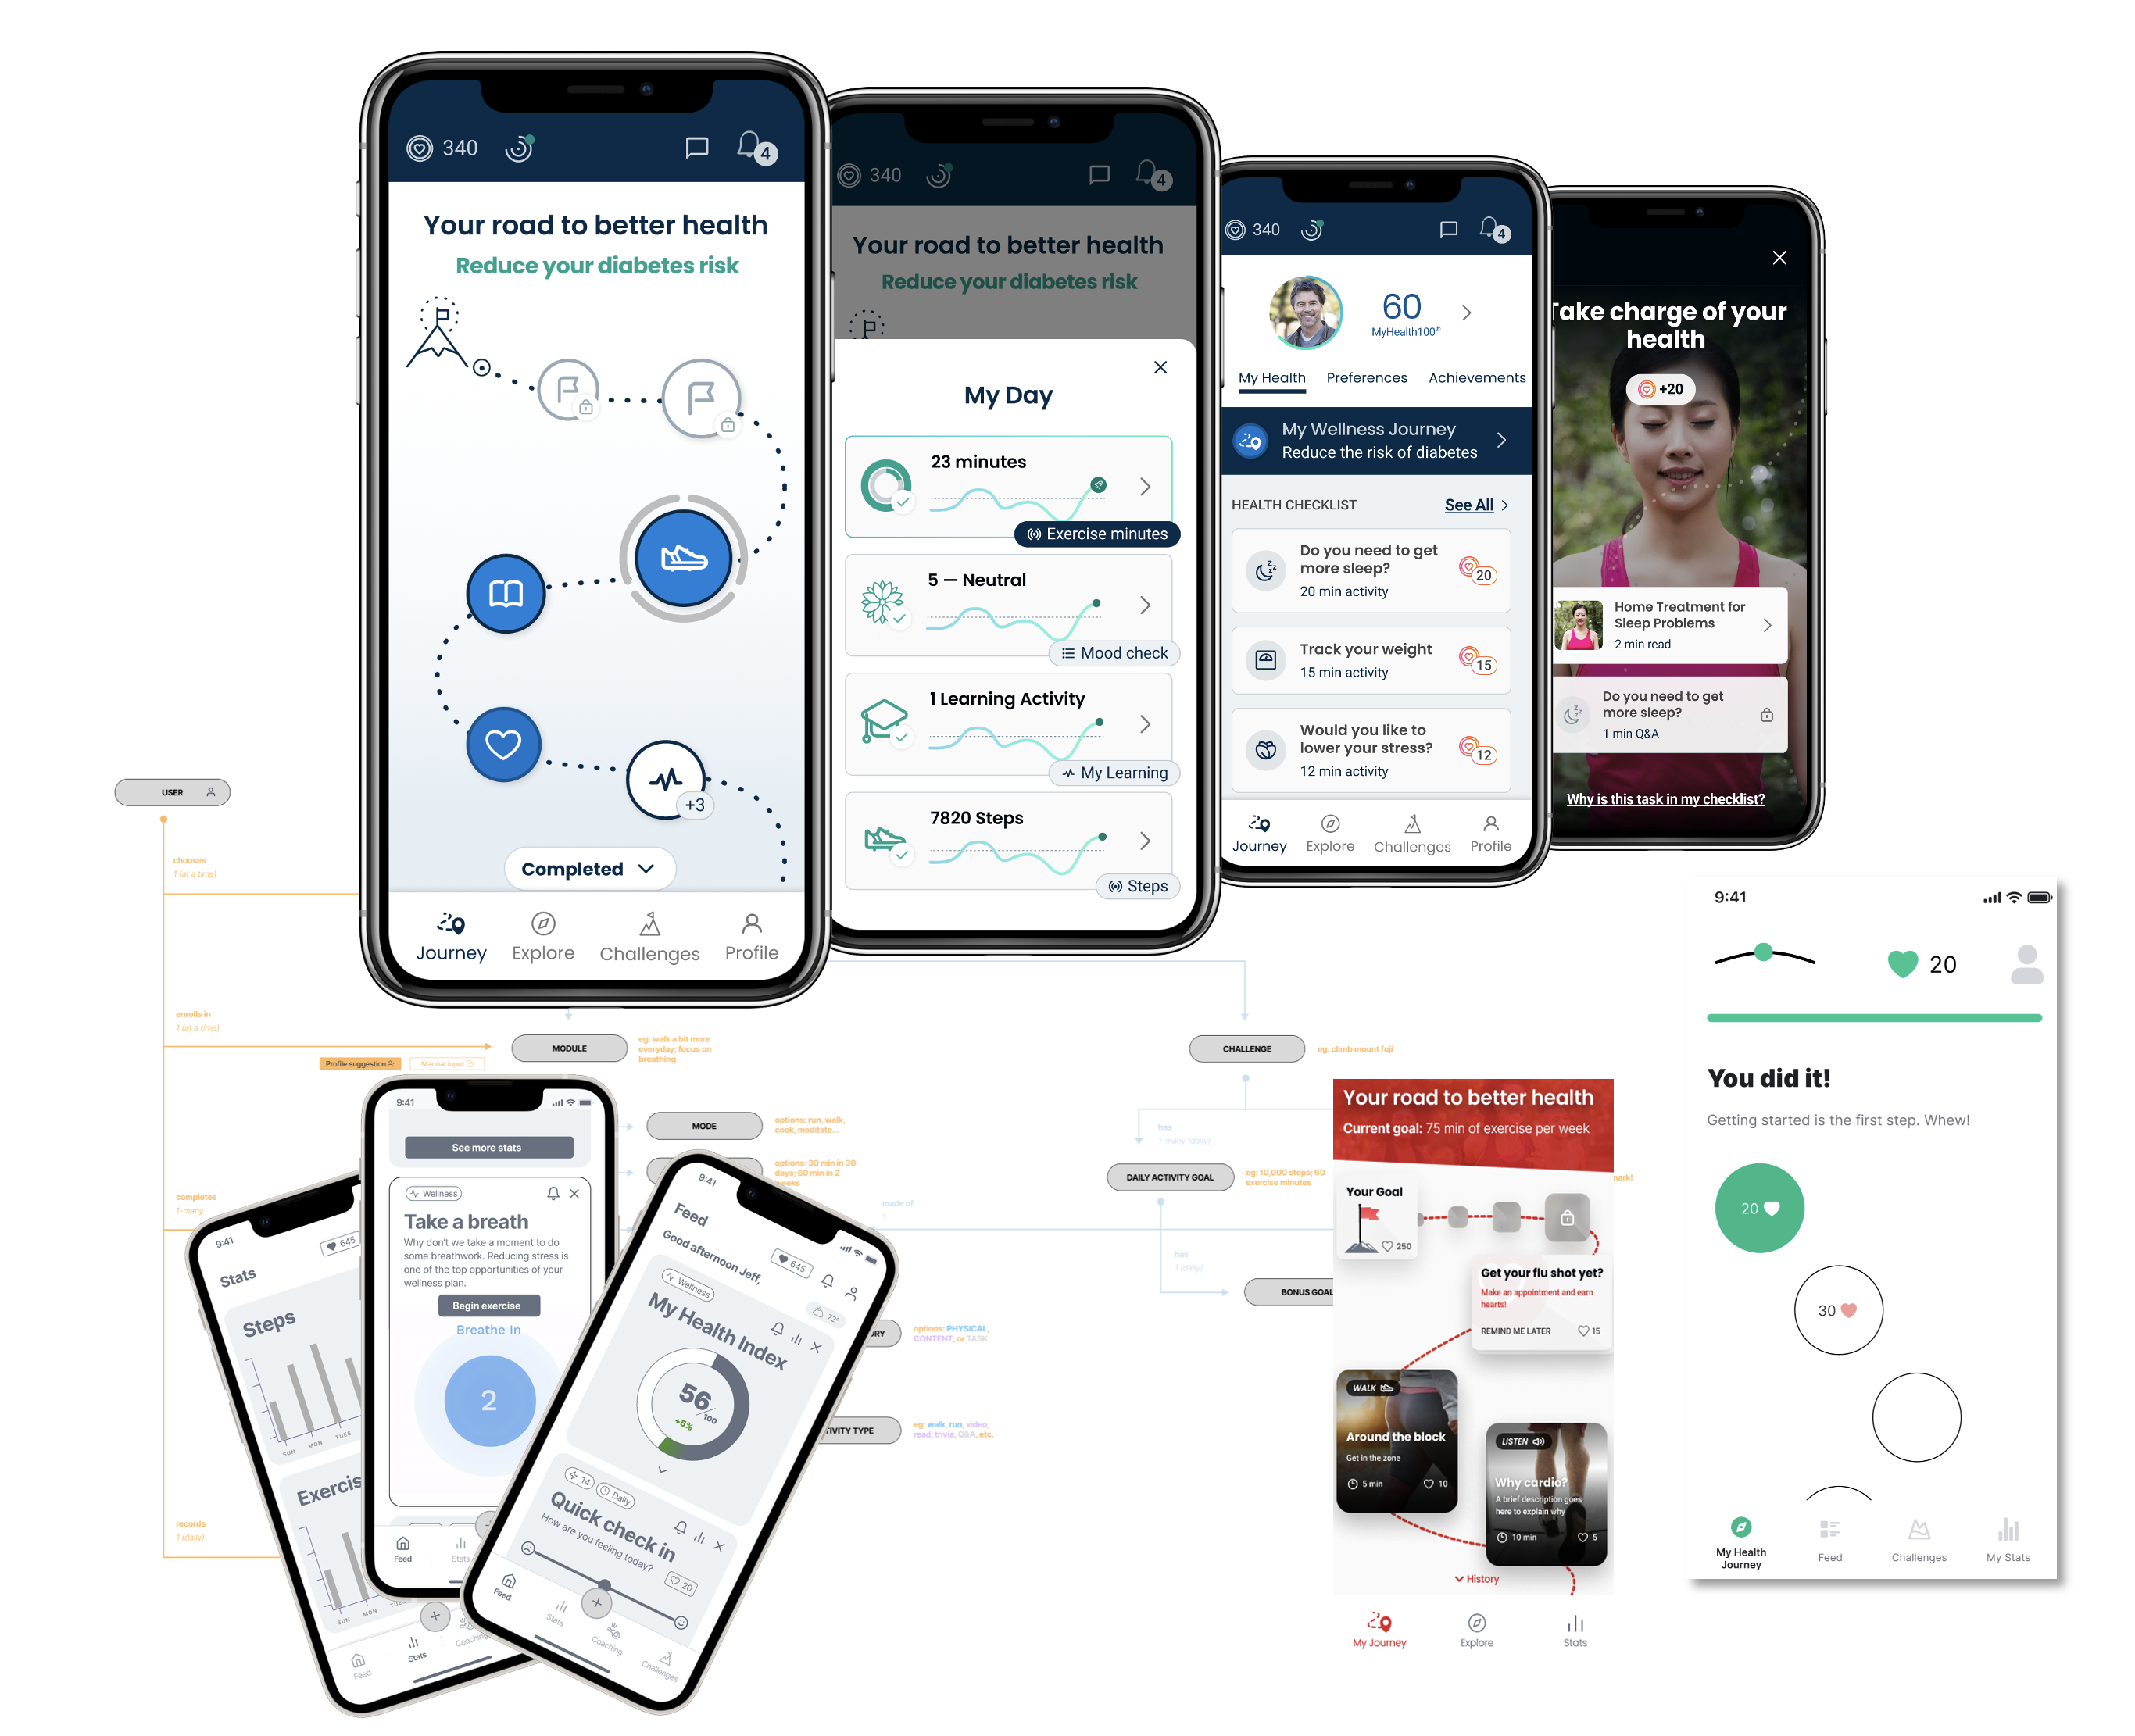 340
4
Your road to better health
Reduce your diabetes risk
+3
Completed
Journey
Explore
Challenges
Profile
340
4
Your road to better health
Reduce your diabetes risk
My Day
23 minutes
Exercise minutes
5 — Neutral
Mood check
1 Learning Activity
My Learning
7820 Steps
Steps
340
4
60
MyHealth100®
My Health
Preferences
Achievements
My Wellness Journey
Reduce the risk of diabetes
HEALTH CHECKLIST
See All
Do you need to get
more sleep?
20 min activity
20
Track your weight
15 min activity
15
Would you like to
lower your stress?
12 min activity
12
Journey
Explore
Challenges
Profile
Take charge of your
health
+20
Home Treatment for
Sleep Problems
2 min read
Do you need to get
more sleep?
1 min Q&A
Why is this task in my checklist?
USER
chooses
1 (at a time)
enrolls in
1 (at a time)
completes
1-many
records
1 (daily)
Profile suggestion
Manual input
MODULE
eg: walk a bit more
everyday; focus on
breathing
MODE
options: run, walk,
cook, meditate...
options: 30 min in 30
days; 60 min in 2
made of
1
options: PHYSICAL,
CONTENT, or TASK
IVITY TYPE
eg: walk, run, video,
read, trivia, Q&A, etc.
CHALLENGE
eg: climb mount fuji
has
1-many (daily)
DAILY ACTIVITY GOAL
eg: 10,000 steps; 60
exercise minutes
has
1 (daily)
BONUS GOAL
mark!
9:41
645
Stats
Steps
SUN
MON
TUES
Exercis
SUN
MON
Feed
Stats
Coaching
9:41
See more stats
Wellness
Take a breath
Why don't we take a moment to do
some breathwork. Reducing stress is
one of the top opportunities of your
wellness plan.
Begin exercise
Breathe In
2
Feed
Stats
9:41
Feed
Good afternoon Jeff,
645
72°
Wellness
My Health Index
56
/100
+5%
14
Daily
Quick check in
How are you feeling today?
20
Feed
Stats
Coaching
Challenges
Your road to better health
Current goal: 75 min of exercise per week
Your Goal
250
Get your flu shot yet?
Make an appointment and earn
hearts!
REMIND ME LATER
15
WALK
Around the block
Get in the zone
5 min
10
LISTEN
Why cardio?
A brief description goes
here to explain why
10 min
5
History
My Journey
Explore
Stats
9:41
20
You did it!
Getting started is the first step. Whew!
20
30
My Health
Journey
Feed
Challenges
My Stats